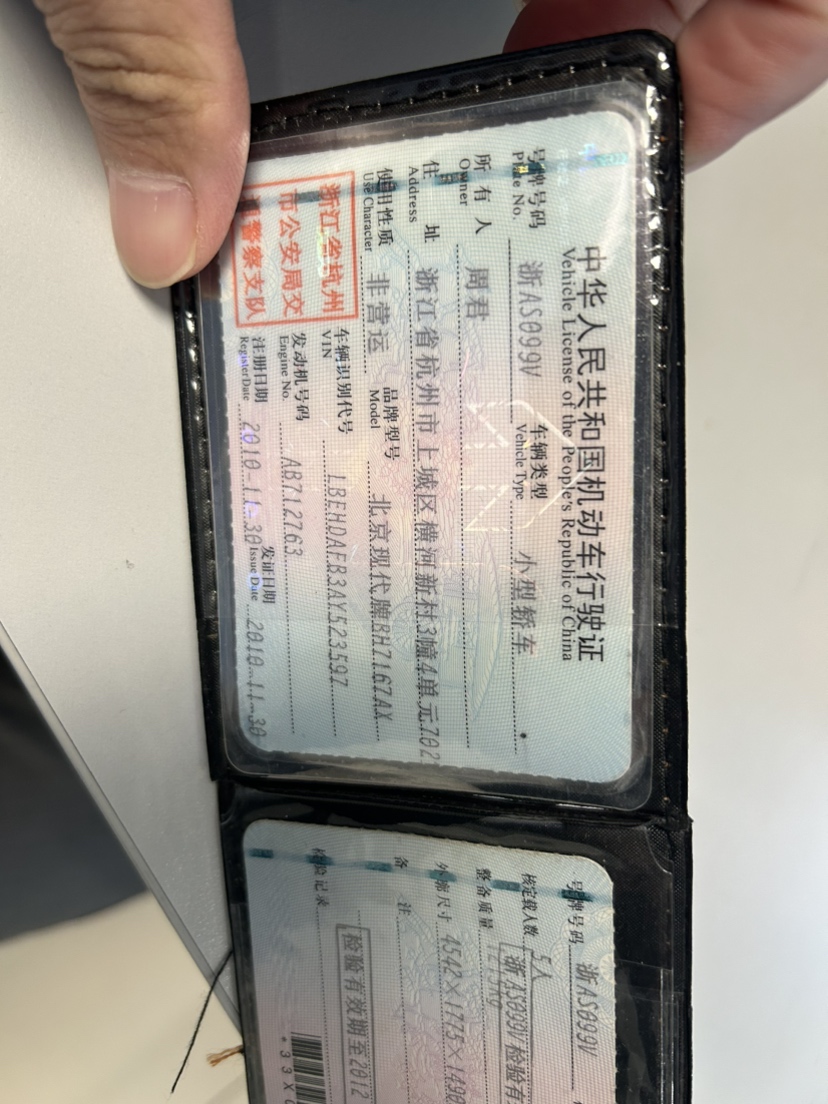 中华人民共和国机动车行驶证
Vehicle License of the People's Republic of China
号牌号码 浙AS099V 车辆类型 小型轿车
Plate No. Vehicle Type
所有人 周君
Owner
住址 浙江省杭州市上城区横河新村3幢4单元702
Address
使用性质 非营运 品牌型号 北京现代牌BH7167AX
Use Character Model
浙江省杭州
市公安局交
警察支队
车辆识别代号 LBEHDAFB3AY523597
VIN
发动机号码 AB712763
Engine No.
注册日期 2010-11-30 发证日期 2010-11-30
Register Date Issue Date
号牌号码 浙AS099V
核定载人数 5人
整备质量
浙AS099V检验有
外廓尺寸 4542×1775×1490
备注
检验有效期至2012
检验记录